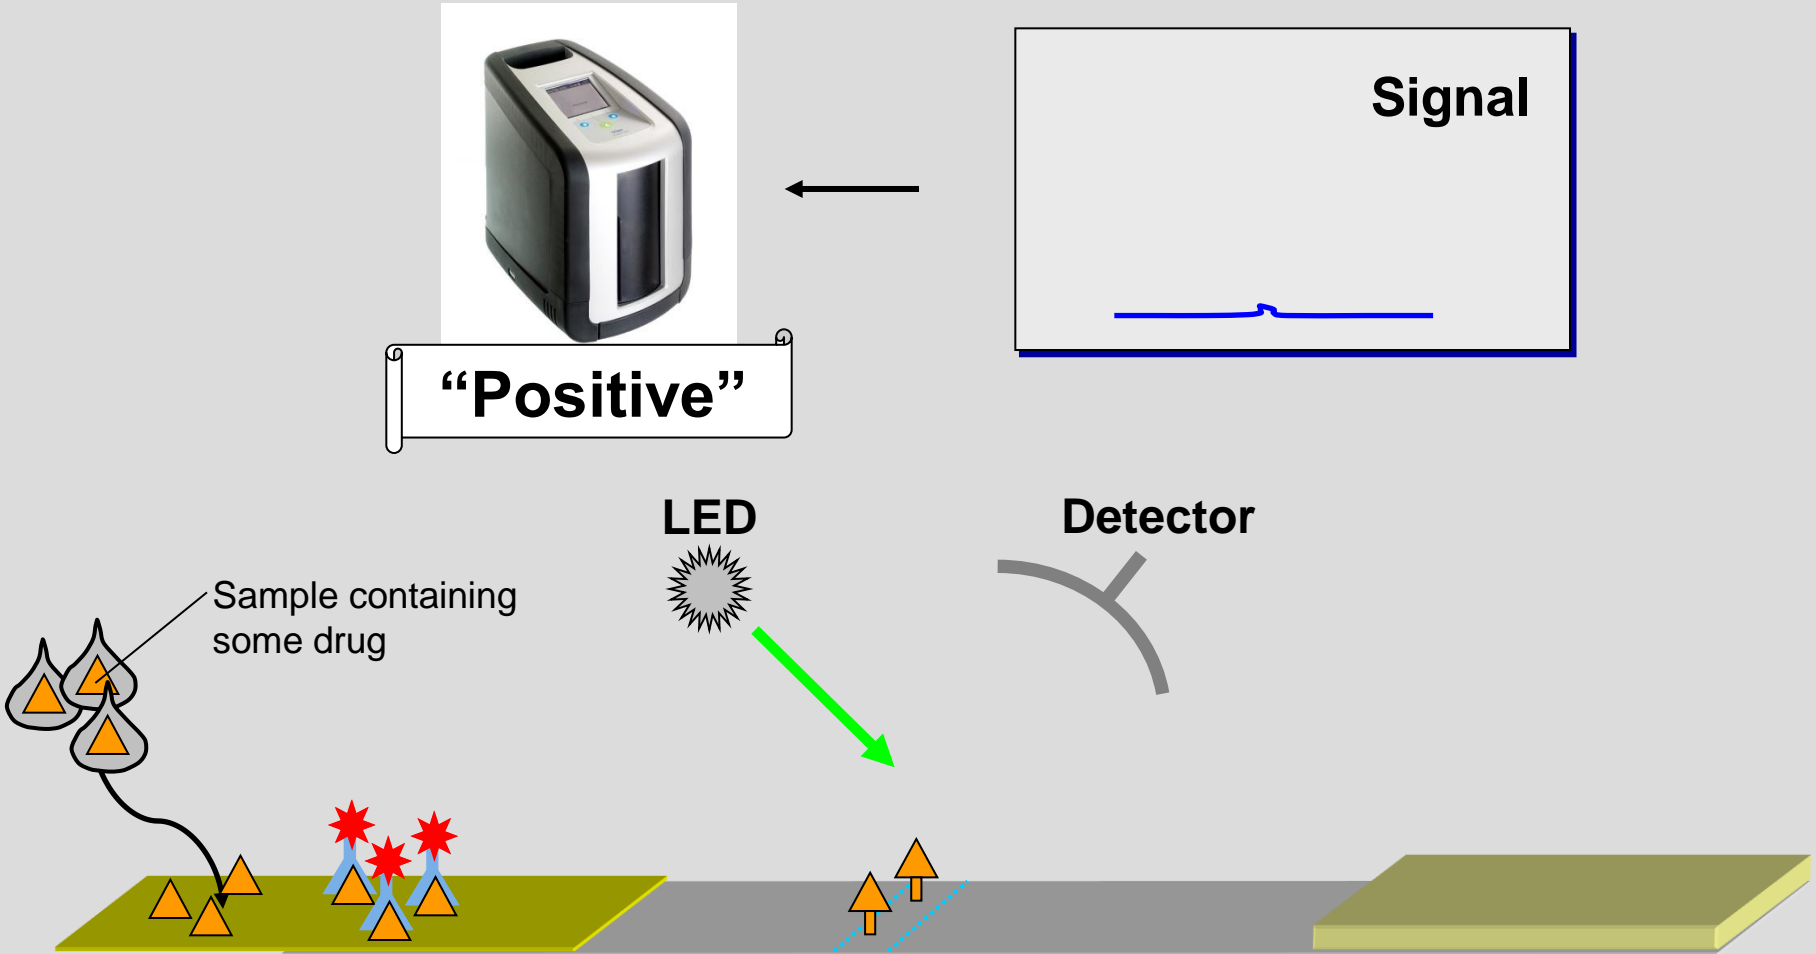 Signal
“Positive”
LED
Detector
Sample containing
some drug